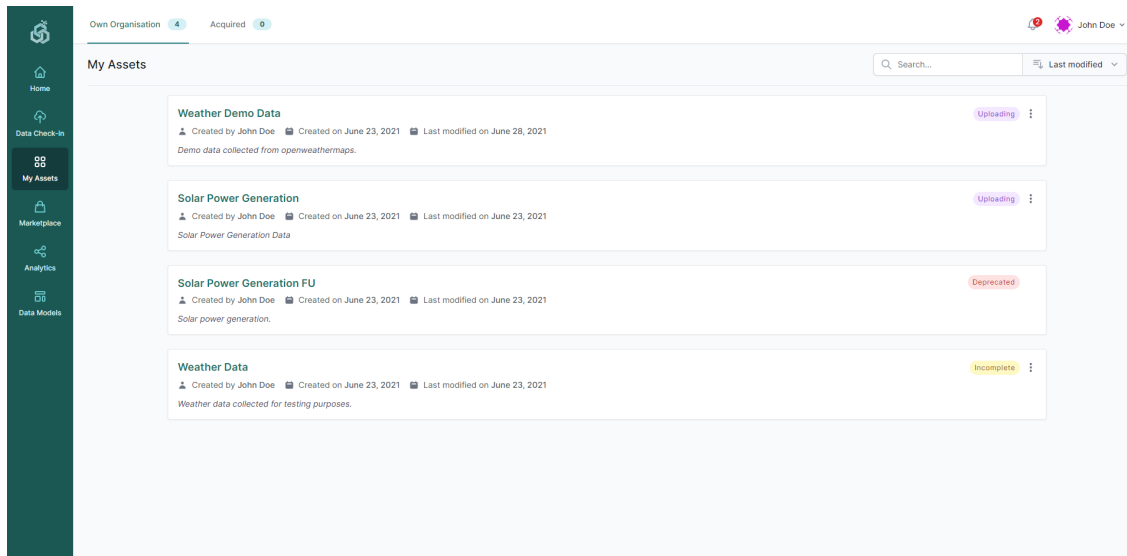 Own Organisation 4 Acquired 0
2 John Doe
My Assets
Search...
Last modified
Home
Data Check-in
My Assets
Marketplace
Analytics
Data Models
Weather Demo Data
Uploading
Created by John Doe Created on June 23, 2021 Last modified on June 28, 2021
Demo data collected from openweathermaps.
Solar Power Generation
Uploading
Created by John Doe Created on June 23, 2021 Last modified on June 23, 2021
Solar Power Generation Data
Solar Power Generation FU
Deprecated
Created by John Doe Created on June 23, 2021 Last modified on June 23, 2021
Solar power generation.
Weather Data
Incomplete
Created by John Doe Created on June 23, 2021 Last modified on June 23, 2021
Weather data collected for testing purposes.